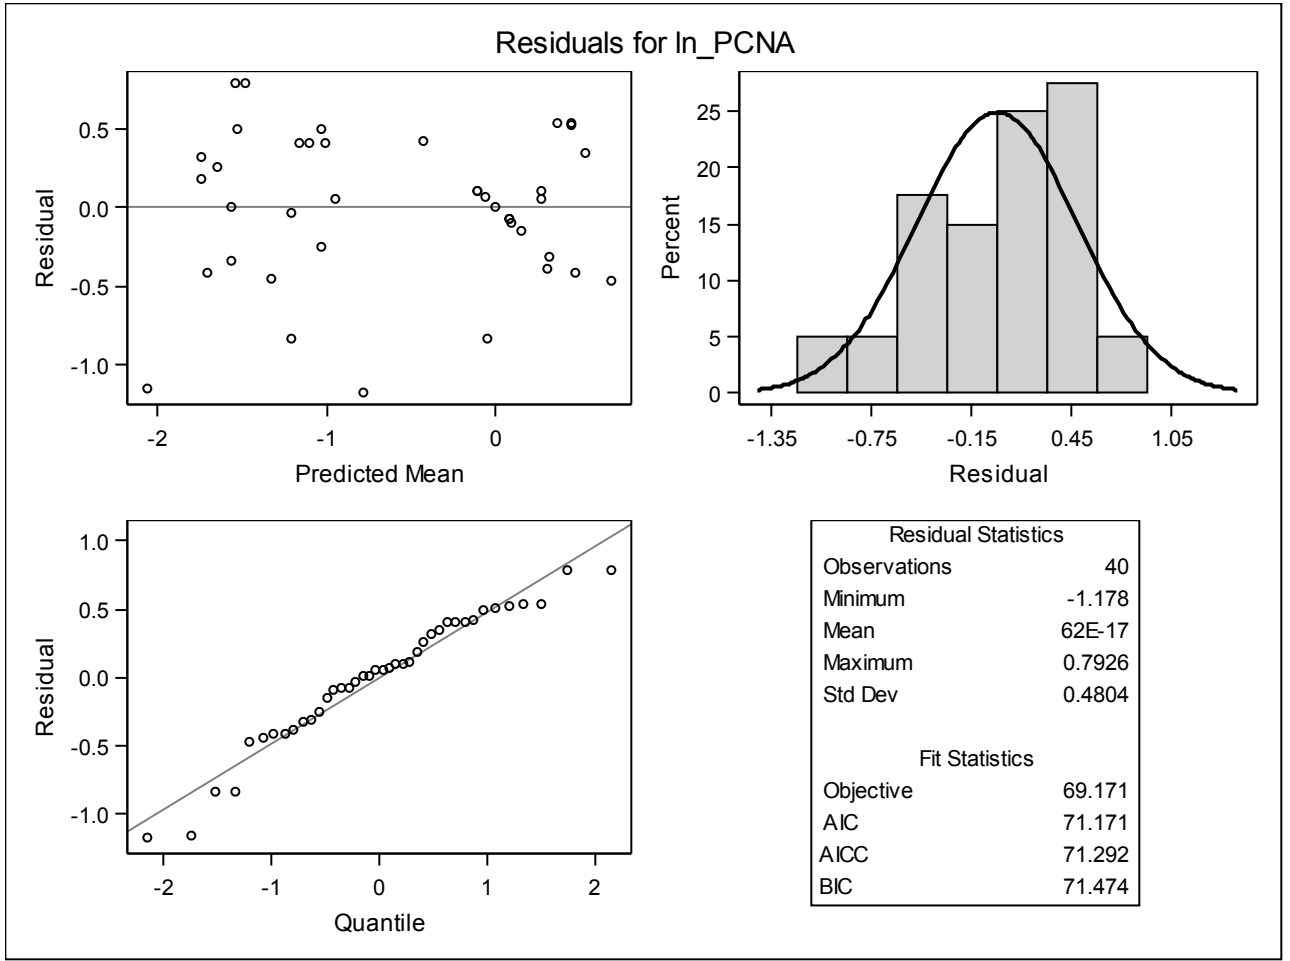 Residuals for ln_PCNA
Residual
0.5
0.0
-0.5
-1.0
-2 -1 0
Predicted Mean
Percent
25
20
15
10
5
0
-1.35 -0.75 -0.15 0.45 1.05
Residual
Residual
1.0
0.5
0.0
-0.5
-1.0
-2 -1 0 1 2
Quantile
Residual Statistics
Observations 40
Minimum -1.178
Mean 62E-17
Maximum 0.7926
Std Dev 0.4804
Fit Statistics
Objective 69.171
AIC 71.171
AICC 71.292
BIC 71.474